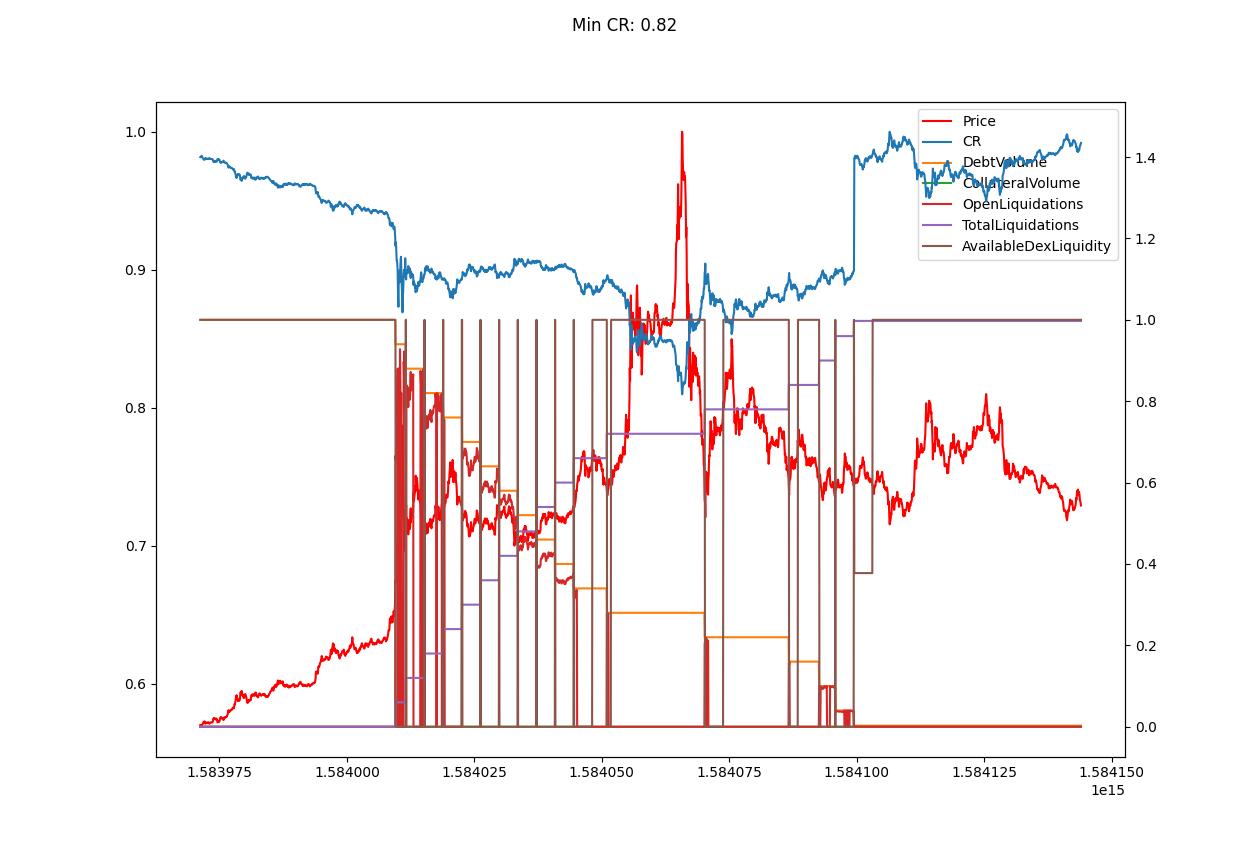 Min CR: 0.82
1.0
0.9
0.8
0.7
0.6
Price
CR
DebtVolume
CollateralVolume
OpenLiquidations
TotalLiquidations
AvailableDexLiquidity
1.4
1.2
1.0
0.8
0.6
0.4
0.2
0.0
1.583975 1.584000 1.584025 1.584050 1.584075 1.584100 1.584125 1.584150
1e15